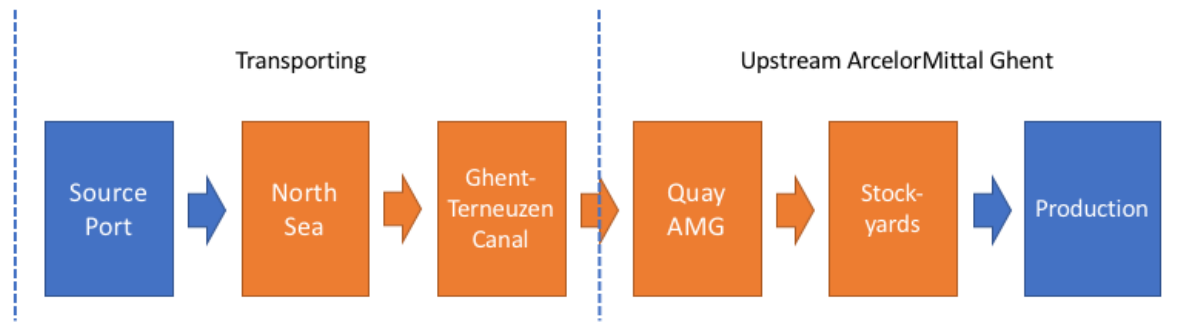 Transporting
Upstream ArcelorMittal Ghent
Source
Port
North
Sea
Ghent-
Terneuzen
Canal
Quay
AMG
Stock-
yards
Production